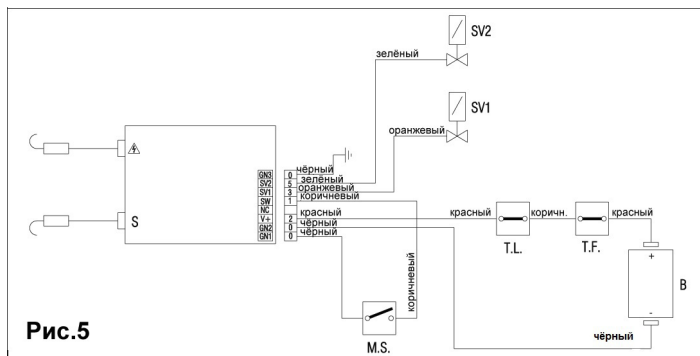 SV2
зелёный
SV1
оранжевый
GN3 0 чёрный
SV2 5 зелёный
SV1 3 оранжевый
SW 1 коричневый
NC
V+ 2 красный
GN2 0 чёрный
GN1 0 чёрный
S
красный
коричн.
красный
T.L.
T.F.
+
B
-
коричневый
чёрный
M.S.
Рис.5